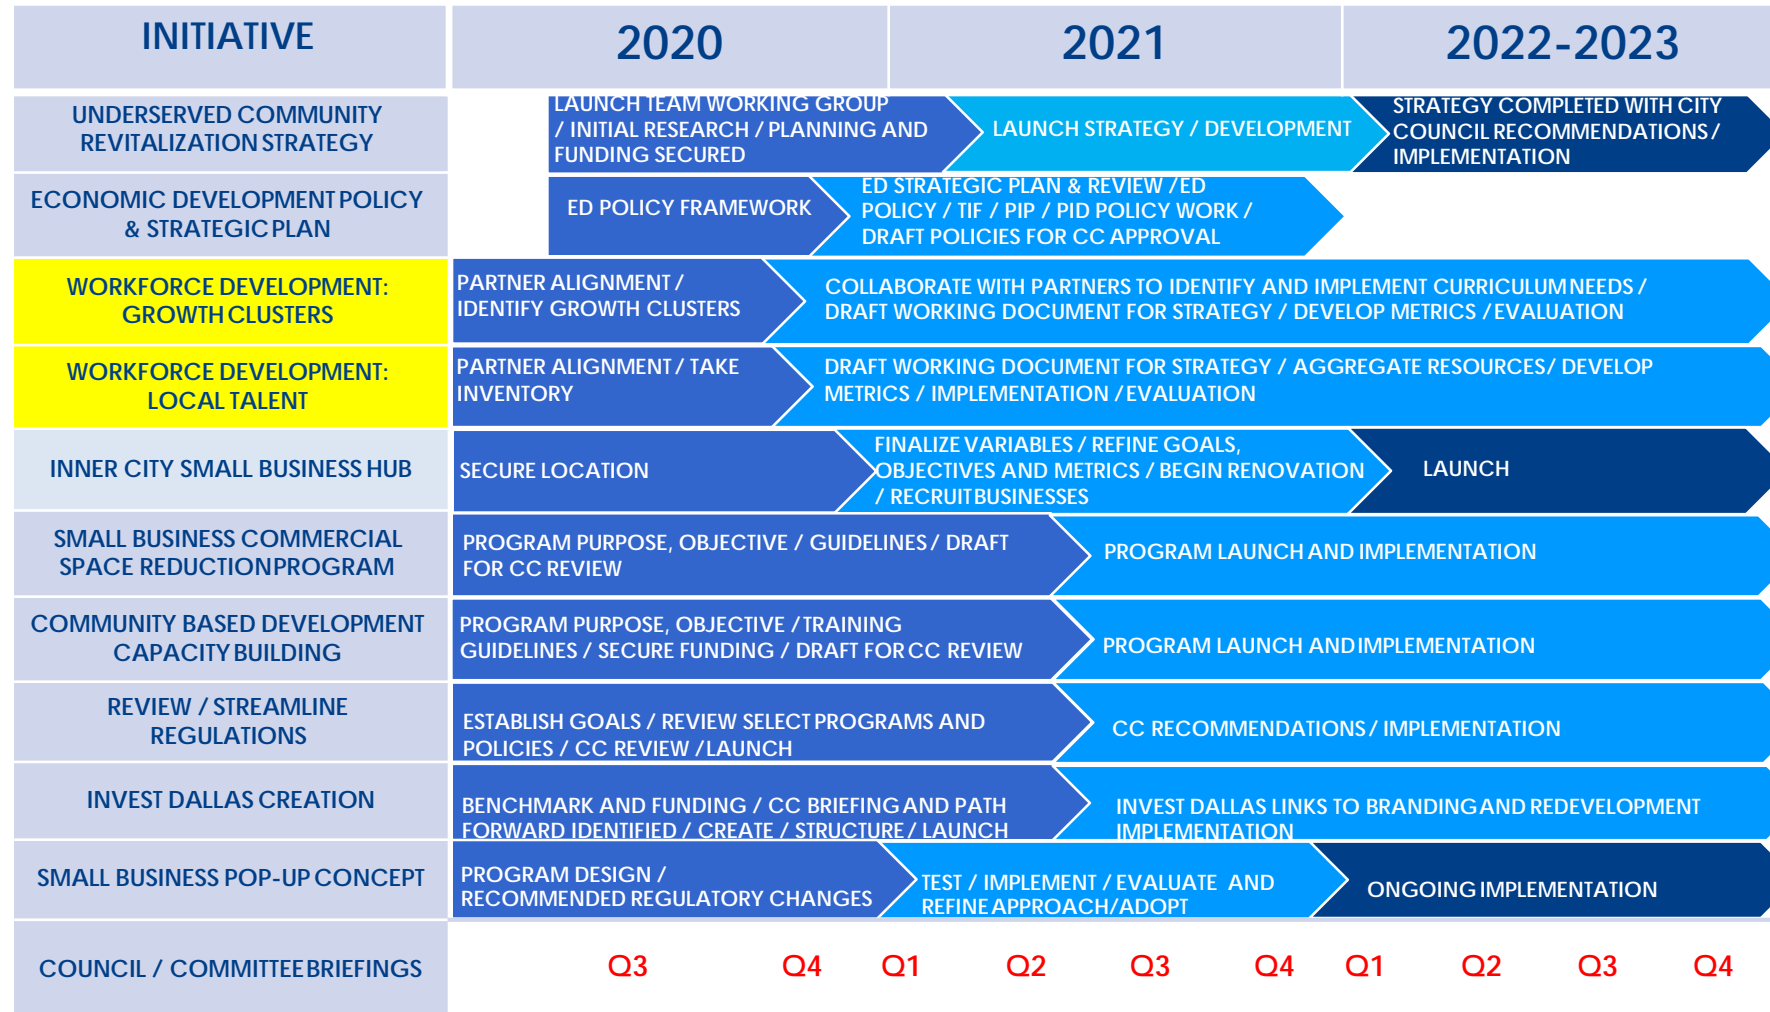 INITIATIVE
2020
2021
2022-2023
UNDERSERVED COMMUNITY
REVITALIZATION STRATEGY
LAUNCH TEAM WORKING GROUP
/ INITIAL RESEARCH / PLANNING AND
FUNDING SECURED
LAUNCH STRATEGY / DEVELOPMENT
STRATEGY COMPLETED WITH CITY
COUNCIL RECOMMENDATIONS /
IMPLEMENTATION
ECONOMIC DEVELOPMENT POLICY
& STRATEGIC PLAN
ED POLICY FRAMEWORK
ED STRATEGIC PLAN & REVIEW / ED
POLICY / TIF / PIP / PID POLICY WORK /
DRAFT POLICIES FOR CC APPROVAL
WORKFORCE DEVELOPMENT:
GROWTH CLUSTERS
PARTNER ALIGNMENT /
IDENTIFY GROWTH CLUSTERS
COLLABORATE WITH PARTNERS TO IDENTIFY AND IMPLEMENT CURRICULUM NEEDS /
DRAFT WORKING DOCUMENT FOR STRATEGY / DEVELOP METRICS / EVALUATION
WORKFORCE DEVELOPMENT:
LOCAL TALENT
PARTNER ALIGNMENT / TAKE
INVENTORY
DRAFT WORKING DOCUMENT FOR STRATEGY / AGGREGATE RESOURCES / DEVELOP
METRICS / IMPLEMENTATION / EVALUATION
INNER CITY SMALL BUSINESS HUB
SECURE LOCATION
FINALIZE VARIABLES / REFINE GOALS,
OBJECTIVES AND METRICS / BEGIN RENOVATION
/ RECRUIT BUSINESSES
LAUNCH
SMALL BUSINESS COMMERCIAL
SPACE REDUCTION PROGRAM
PROGRAM PURPOSE, OBJECTIVE / GUIDELINES / DRAFT
FOR CC REVIEW
PROGRAM LAUNCH AND IMPLEMENTATION
COMMUNITY BASED DEVELOPMENT
CAPACITY BUILDING
PROGRAM PURPOSE, OBJECTIVE / TRAINING
GUIDELINES / SECURE FUNDING / DRAFT FOR CC REVIEW
PROGRAM LAUNCH AND IMPLEMENTATION
REVIEW / STREAMLINE
REGULATIONS
ESTABLISH GOALS / REVIEW SELECT PROGRAMS AND
POLICIES / CC REVIEW / LAUNCH
CC RECOMMENDATIONS / IMPLEMENTATION
INVEST DALLAS CREATION
BENCHMARK AND FUNDING / CC BRIEFING AND PATH
FORWARD IDENTIFIED / CREATE / STRUCTURE / LAUNCH
INVEST DALLAS LINKS TO BRANDING AND REDEVELOPMENT
IMPLEMENTATION
SMALL BUSINESS POP-UP CONCEPT
PROGRAM DESIGN /
RECOMMENDED REGULATORY CHANGES
TEST / IMPLEMENT / EVALUATE AND
REFINE APPROACH/ADOPT
ONGOING IMPLEMENTATION
COUNCIL / COMMITTEE BRIEFINGS
Q3 Q4 Q1 Q2 Q3 Q4 Q1 Q2 Q3 Q4